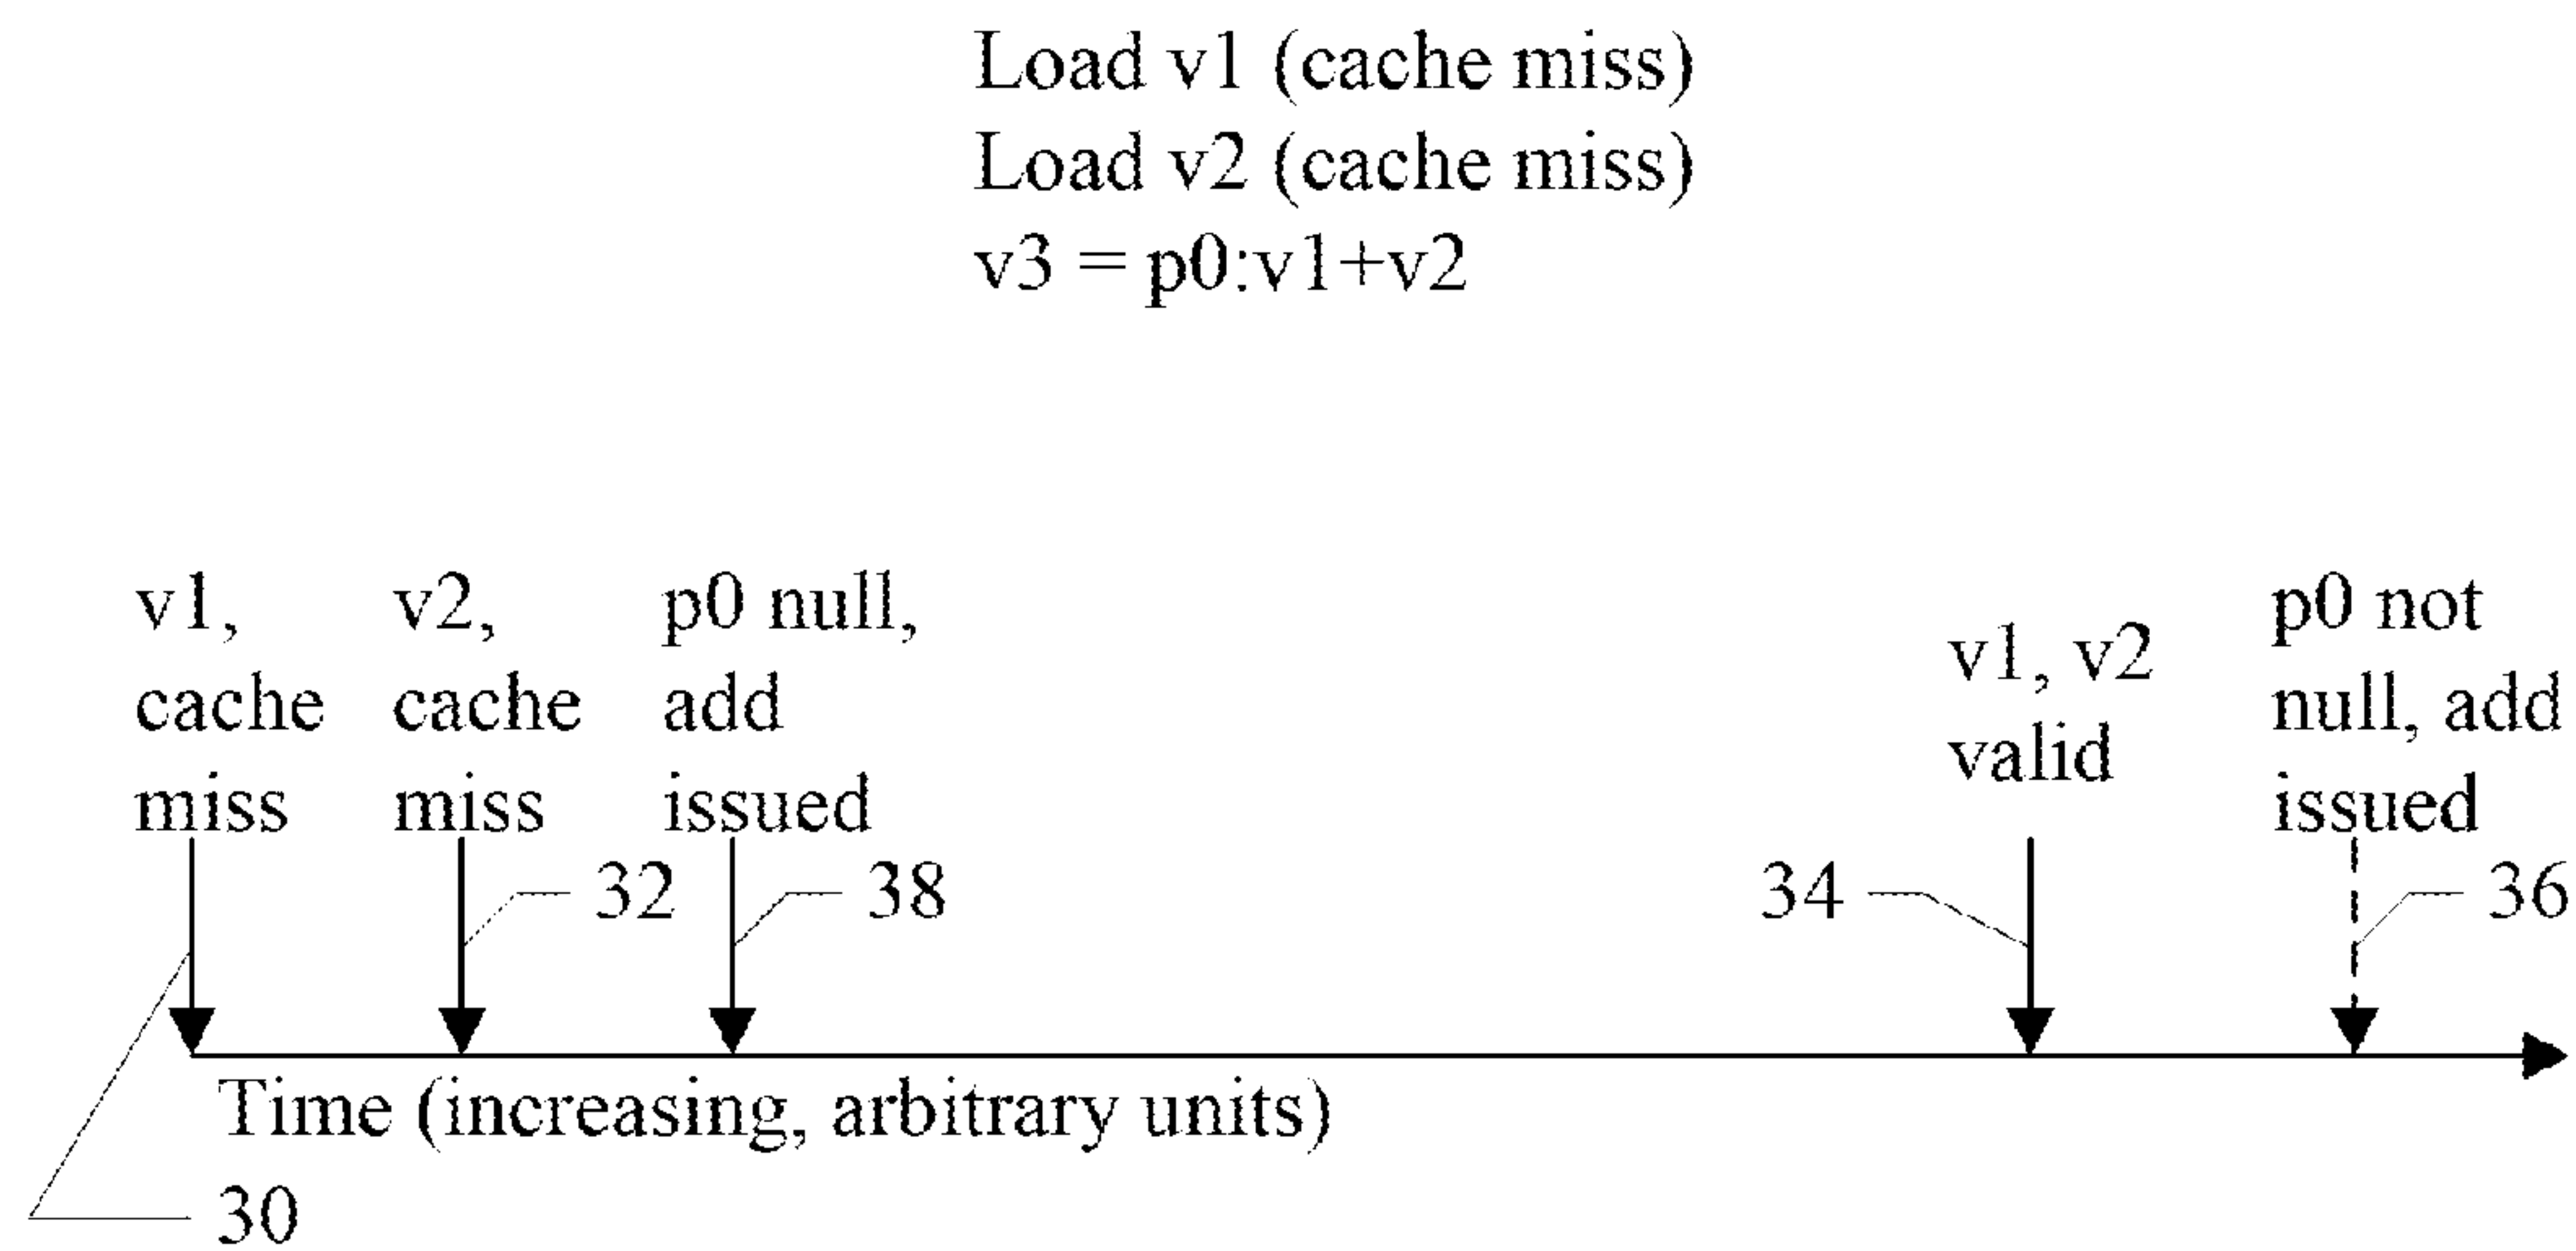 Load v1 (cache miss)
Load v2 (cache miss)
v3 = p0:v1+v2
v1,
cache
miss
v2,
cache
miss
p0 null,
add
issued
v1, v2
valid
p0 not
null, add
issued
32
38
34
36
Time (increasing, arbitrary units)
30